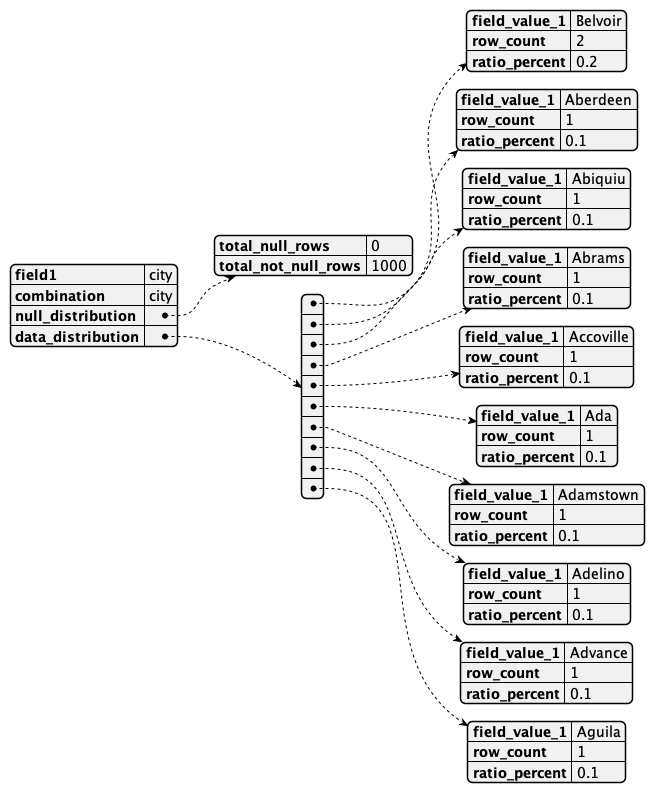 field1 city
combination city
null_distribution
data_distribution
total_null_rows 0
total_not_null_rows 1000
field_value_1 Belvoir
row_count 2
ratio_percent 0.2
field_value_1 Aberdeen
row_count 1
ratio_percent 0.1
field_value_1 Abiquiu
row_count 1
ratio_percent 0.1
field_value_1 Abrams
row_count 1
ratio_percent 0.1
field_value_1 Accoville
row_count 1
ratio_percent 0.1
field_value_1 Ada
row_count 1
ratio_percent 0.1
field_value_1 Adamstown
row_count 1
ratio_percent 0.1
field_value_1 Adelino
row_count 1
ratio_percent 0.1
field_value_1 Advance
row_count 1
ratio_percent 0.1
field_value_1 Aguila
row_count 1
ratio_percent 0.1